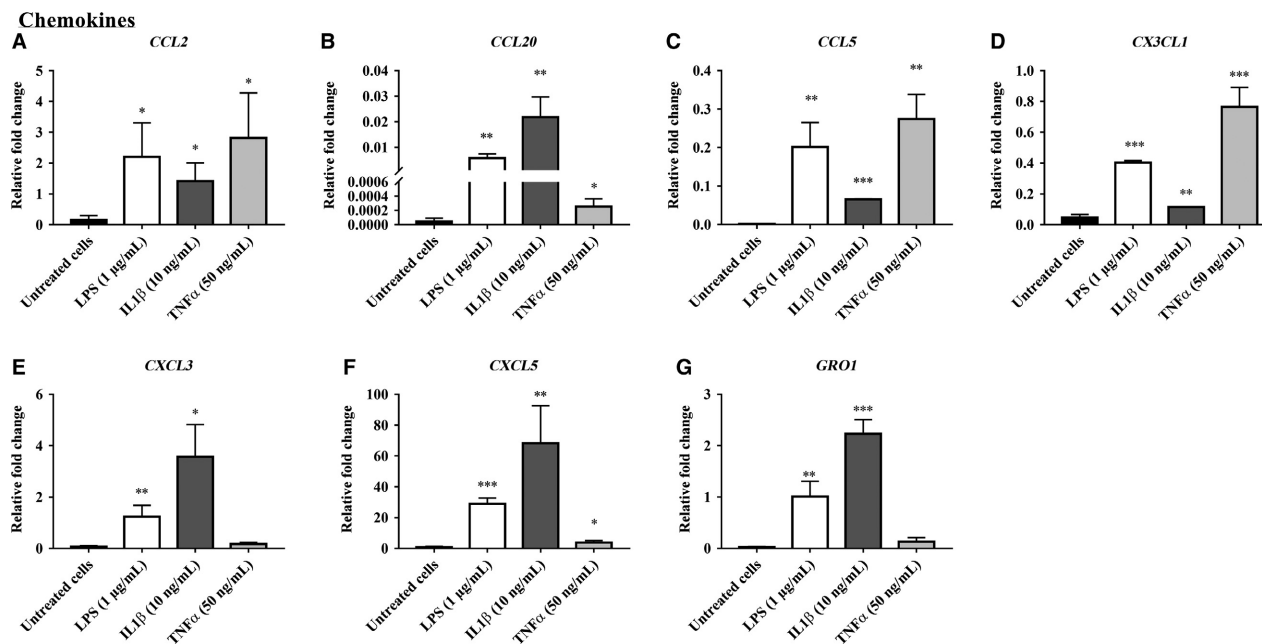 Chemokines
A
CCL2
Relative fold change
5
4
3
2
1
0
*
*
*
Untreated cells
LPS (1 µg/mL)
IL1β (10 ng/mL)
TNFα (50 ng/mL)
B
CCL20
Relative fold change
0.04
0.03
0.02
0.01
0.0006
0.0004
0.0002
0.0000
**
**
*
Untreated cells
LPS (1 µg/mL)
IL1β (10 ng/mL)
TNFα (50 ng/mL)
C
CCL5
Relative fold change
0.4
0.3
0.2
0.1
0.0
**
***
**
Untreated cells
LPS (1 µg/mL)
IL1β (10 ng/mL)
TNFα (50 ng/mL)
D
CX3CL1
Relative fold change
1.0
0.8
0.6
0.4
0.2
0.0
***
**
***
Untreated cells
LPS (1 µg/mL)
IL1β (10 ng/mL)
TNFα (50 ng/mL)
E
CXCL3
Relative fold change
6
4
2
0
**
*
Untreated cells
LPS (1 µg/mL)
IL1β (10 ng/mL)
TNFα (50 ng/mL)
F
CXCL5
Relative fold change
100
80
60
40
20
0
***
**
*
Untreated cells
LPS (1 µg/mL)
IL1β (10 ng/mL)
TNFα (50 ng/mL)
G
GRO1
Relative fold change
3
2
1
0
**
***
Untreated cells
LPS (1 µg/mL)
IL1β (10 ng/mL)
TNFα (50 ng/mL)